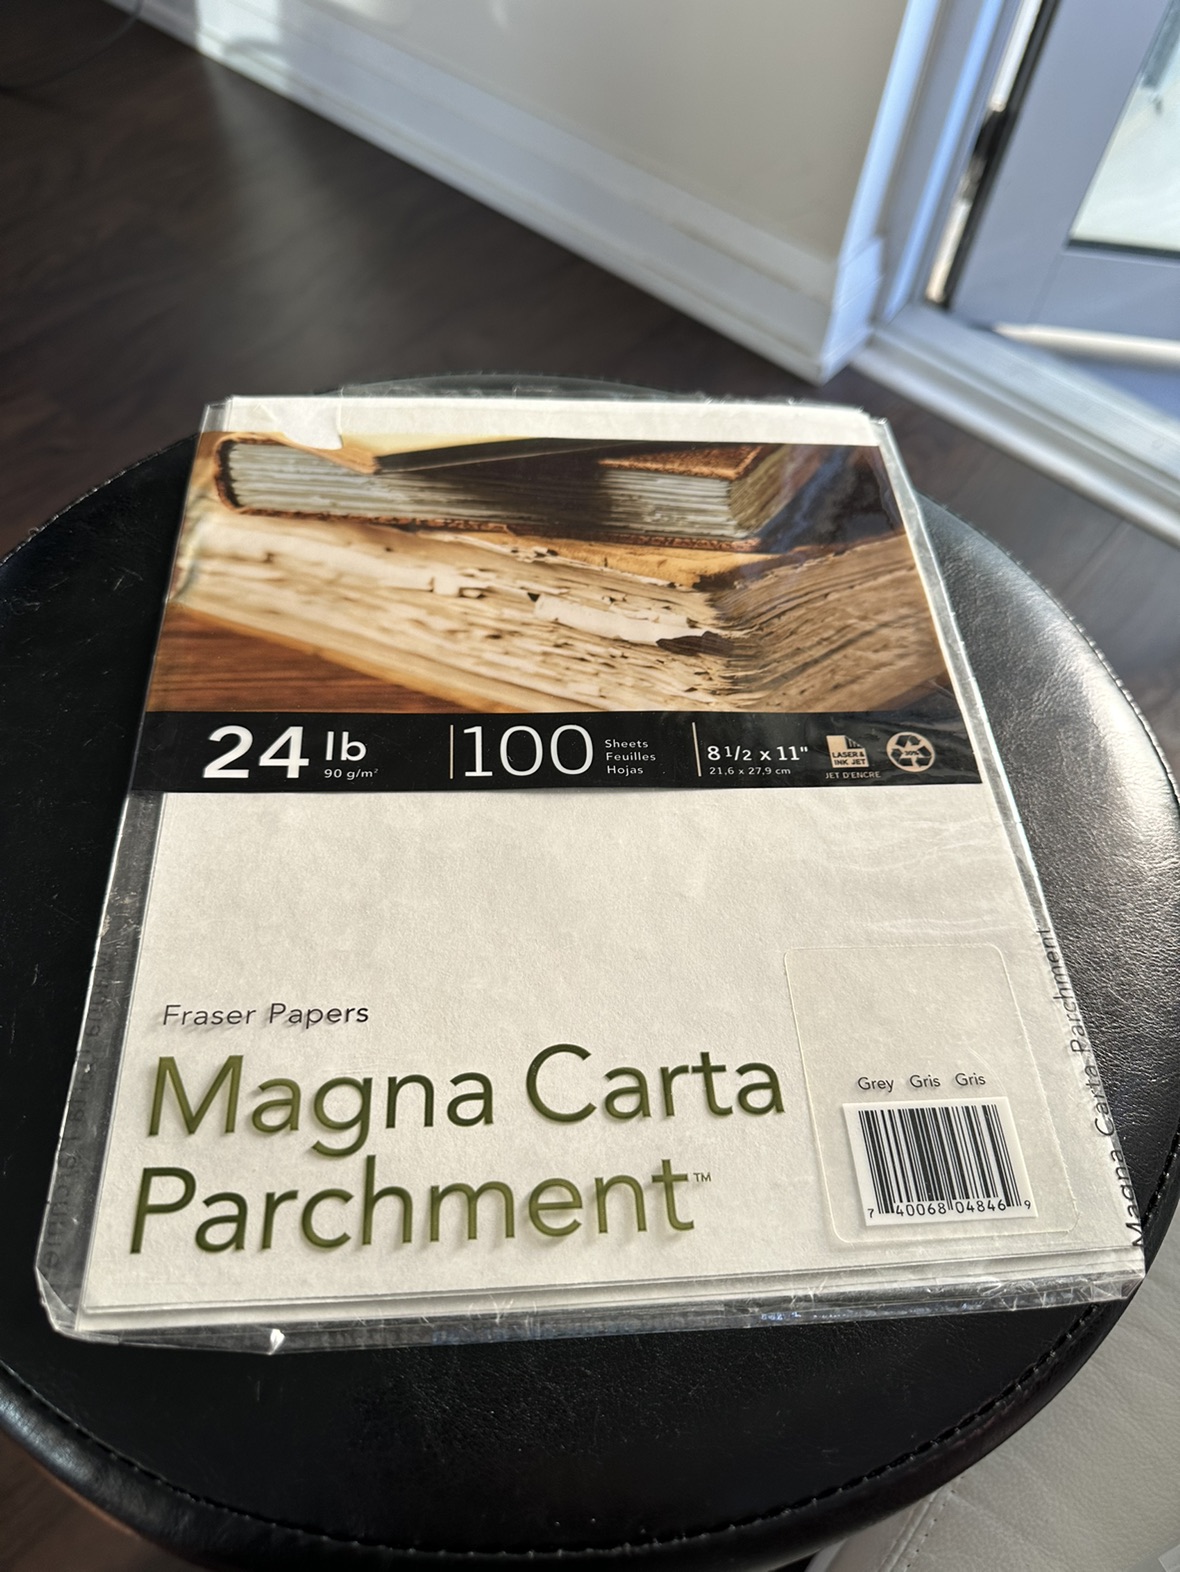 24 lb
90 g/m²
100 Sheets
Feuilles
Hojas
8 1/2 x 11"
21,6 x 27,9 cm
LASER &
INK JET
JET D'ENCRE
30%
Fraser Papers
Magna Carta
Parchment™
Grey Gris Gris
7 40068 04846 9
Magna Carta Parchment